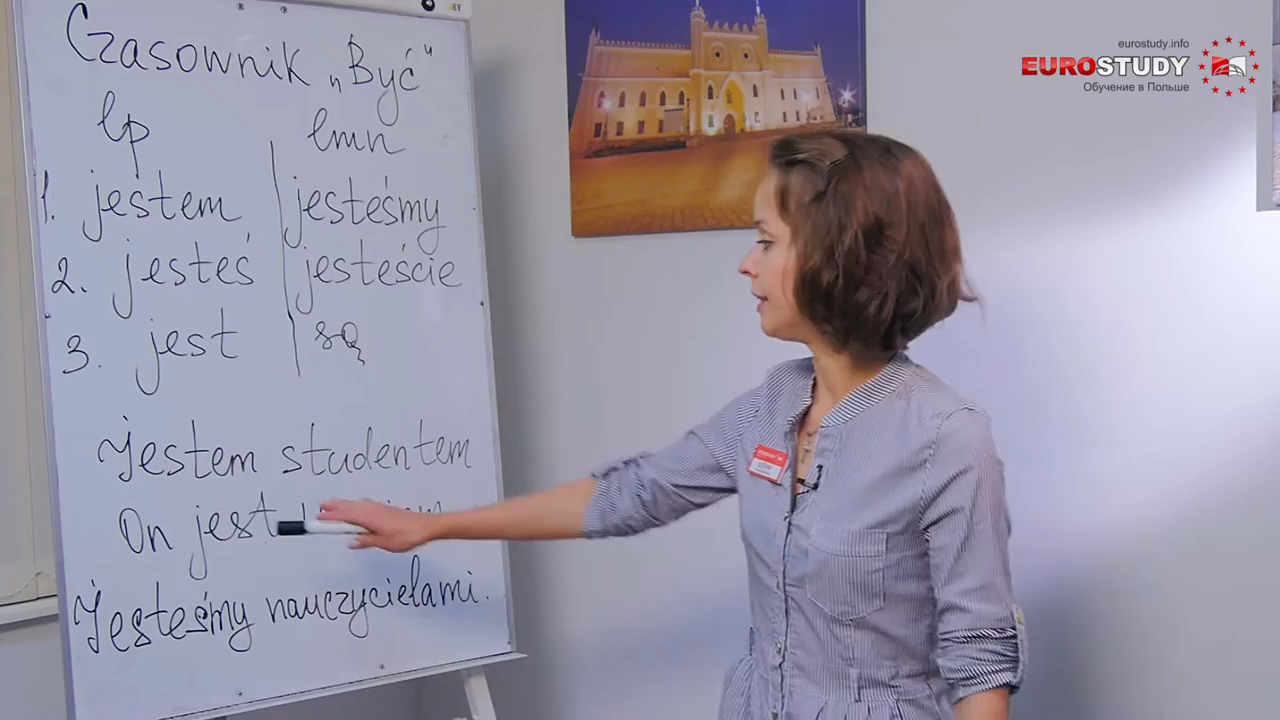 Czasownik „Być"
lp lmn
1. jestem jesteśmy
2. jesteś jesteście
3. jest są
Jestem studentem
On jest
Jesteśmy nauczycielami.
eurostudy.info
EUROSTUDY
Обучение в Польше